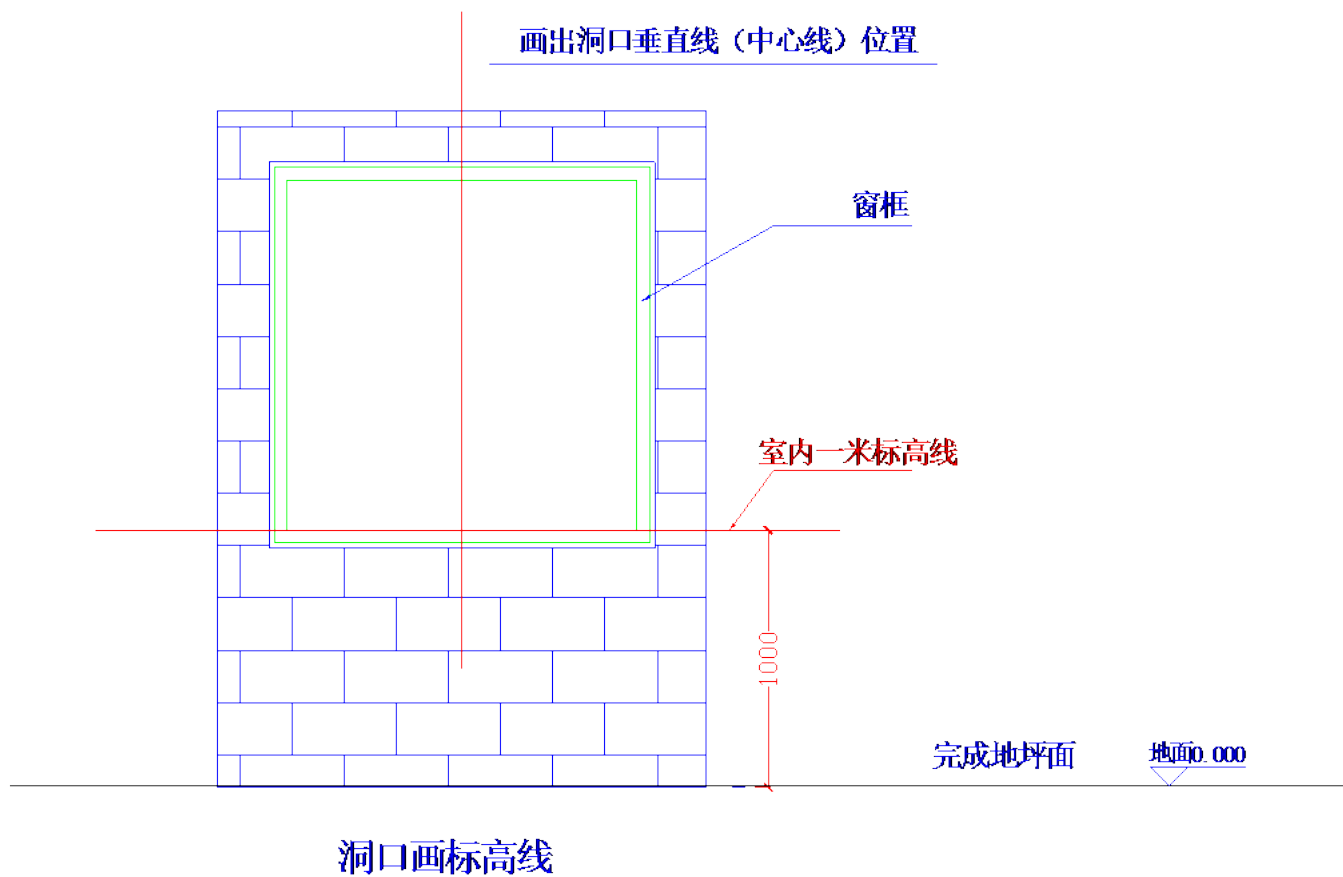 画出洞口垂直线（中心线）位置
窗框
室内一米标高线
1000
完成地坪面
地面0.000
洞口画标高线